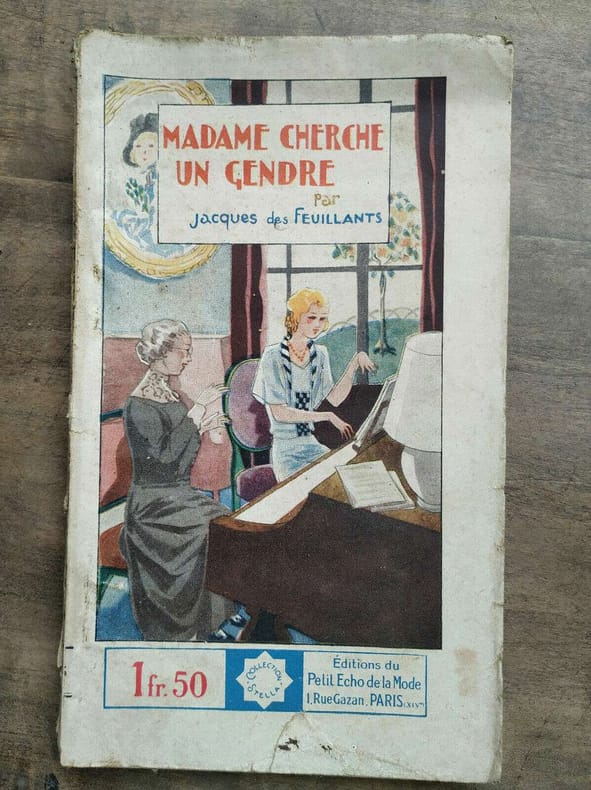 MADAME CHERCHE
UN GENDRE
par
Jacques des FEUILLANTS
1 fr. 50
COLLECTION
STELLA
Éditions du
Petit Echo de la Mode
1, Rue Gazan, PARIS (XIVe)